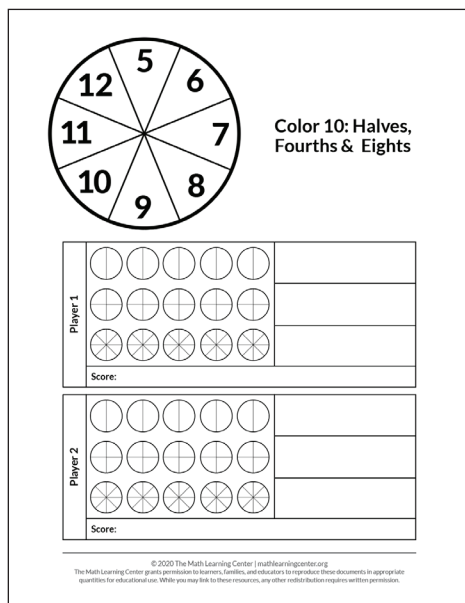 5
6
7
8
9
10
11
12
Color 10: Halves,
Fourths & Eights
Player 1
Score:
Player 2
Score:
© 2020 The Math Learning Center | mathlearningcenter.org
The Math Learning Center grants permission to learners, families, and educators to reproduce these documents in appropriate
quantities for educational use. While you may link to these resources, any other redistribution requires written permission.